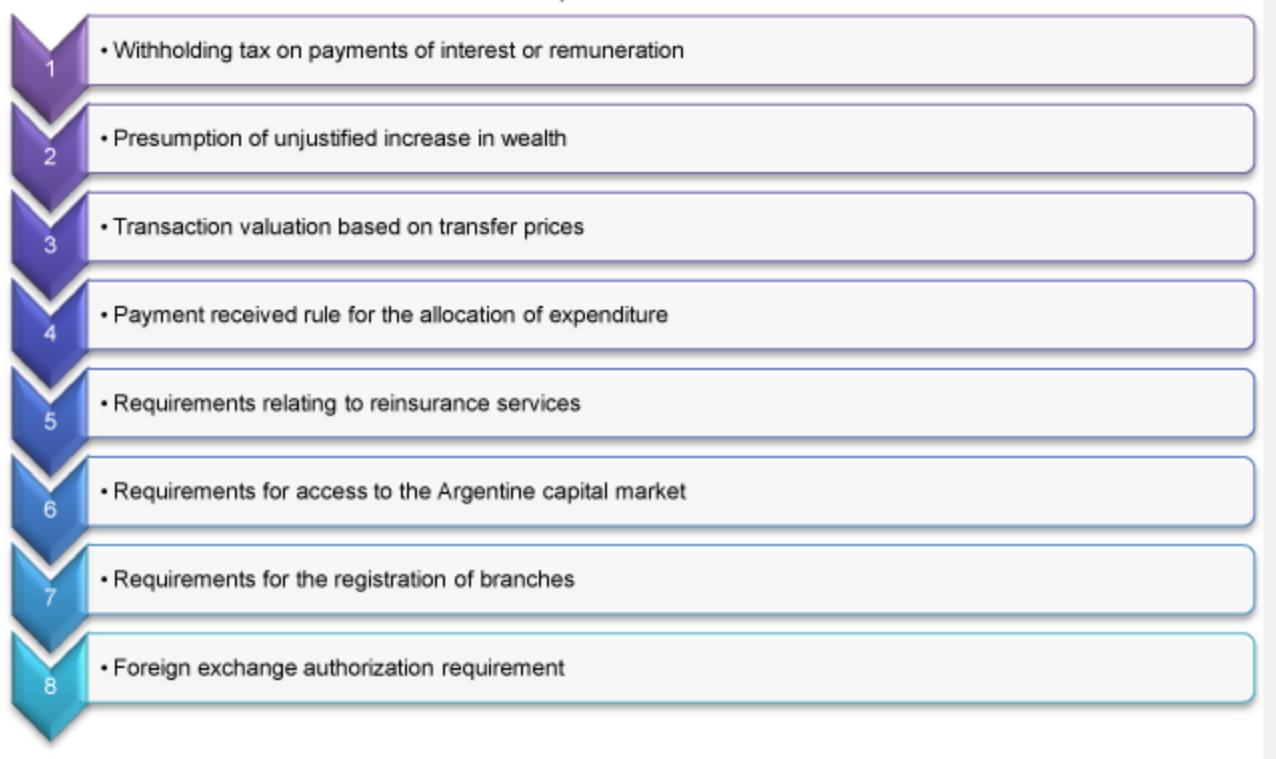 1
• Withholding tax on payments of interest or remuneration
2
• Presumption of unjustified increase in wealth
3
• Transaction valuation based on transfer prices
4
• Payment received rule for the allocation of expenditure
5
• Requirements relating to reinsurance services
6
• Requirements for access to the Argentine capital market
7
• Requirements for the registration of branches
8
• Foreign exchange authorization requirement